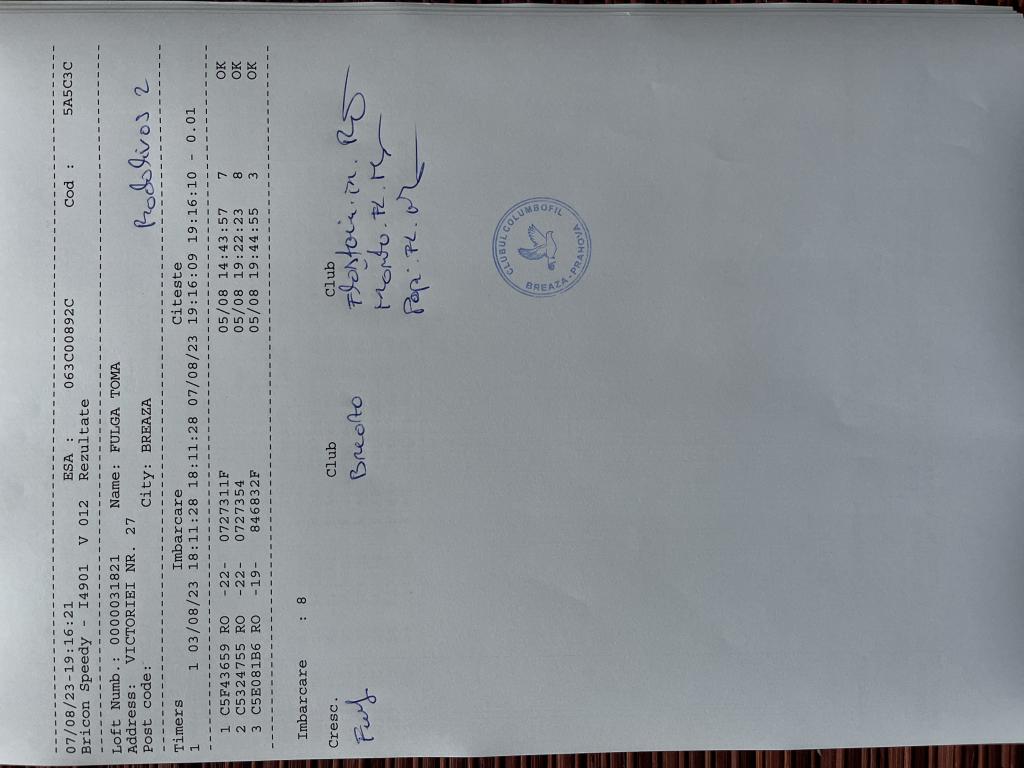 07/08/23-19:16:21 ESA : 063C00892C Cod : 5A5C3C
Bricon Speedy - I4901 V 012 Rezultate
Loft Numb.: 0000031821 Name: FULGA TOMA
Address: VICTORIEI NR. 27
Post code: City: BREAZA
Timers Imbarcare Citeste
1 1 03/08/23 18:11:28 18:11:28 07/08/23 19:16:09 19:16:10 - 0.01
1 C5F43659 RO -22- 0727311F 05/08 14:43:57 7 OK
2 C5324755 RO -22- 0727354 05/08 19:22:23 8 OK
3 C5E081B6 RO -19- 846832F 05/08 19:44:55 3 OK
Imbarcare : 8
Cresc. Club Club
CLUBUL COLUMBOFIL
BREAZA-PRAHOVA